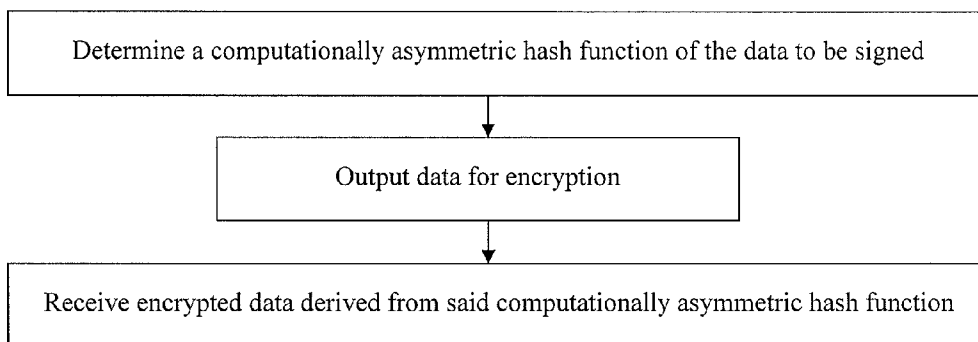 Determine a computationally asymmetric hash function of the data to be signed
Output data for encryption
Receive encrypted data derived from said computationally asymmetric hash function